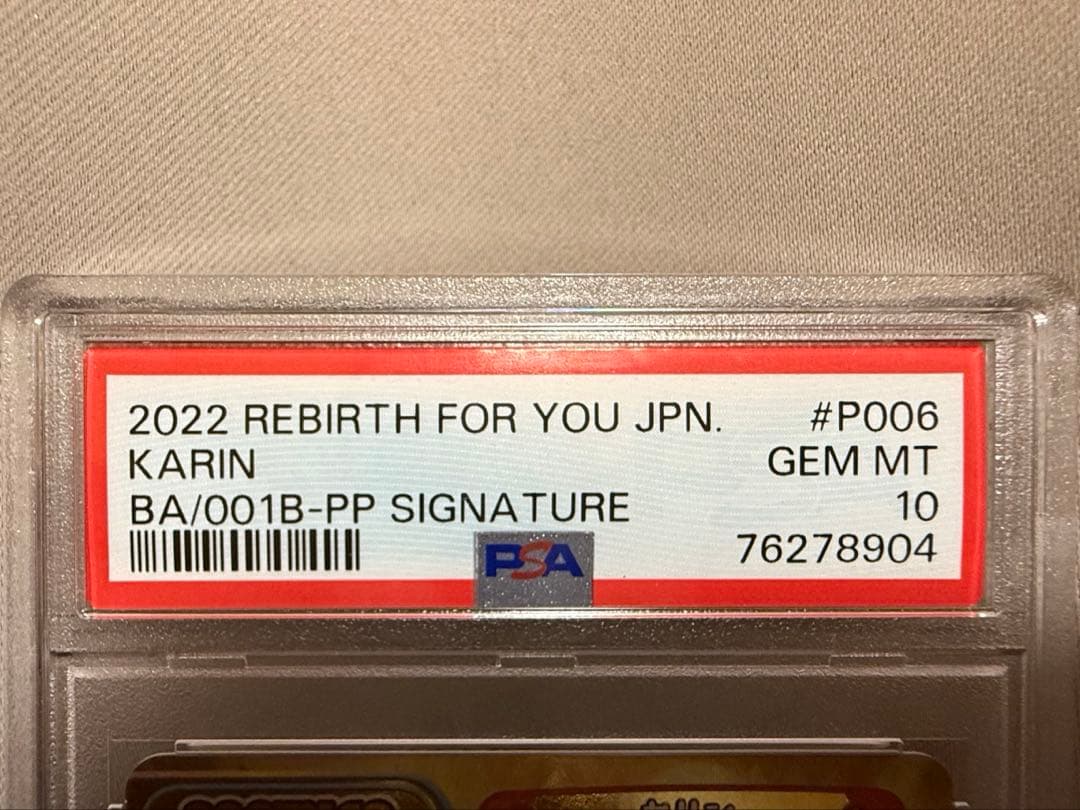 2022 REBIRTH FOR YOU JPN. #P006
KARIN GEM MT
BA/001B-PP SIGNATURE 10
PSA 76278904